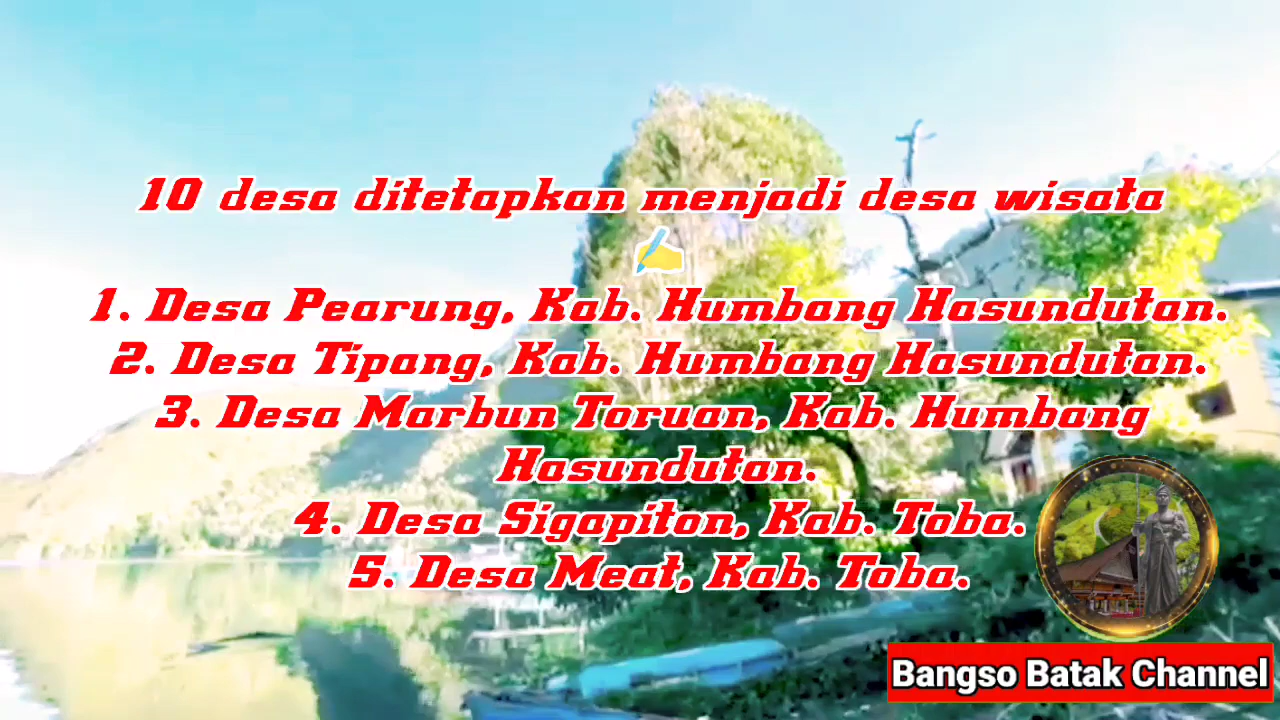 10 desa ditetapkan menjadi desa wisata
✍
1. Desa Pearung, Kab. Humbang Hasundutan.
2. Desa Tipang, Kab. Humbang Hasundutan.
3. Desa Marbun Toruan, Kab. Humbang
Hasundutan.
4. Desa Sigapiton, Kab. Toba.
5. Desa Meat, Kab. Toba.
Bangso Batak Channel